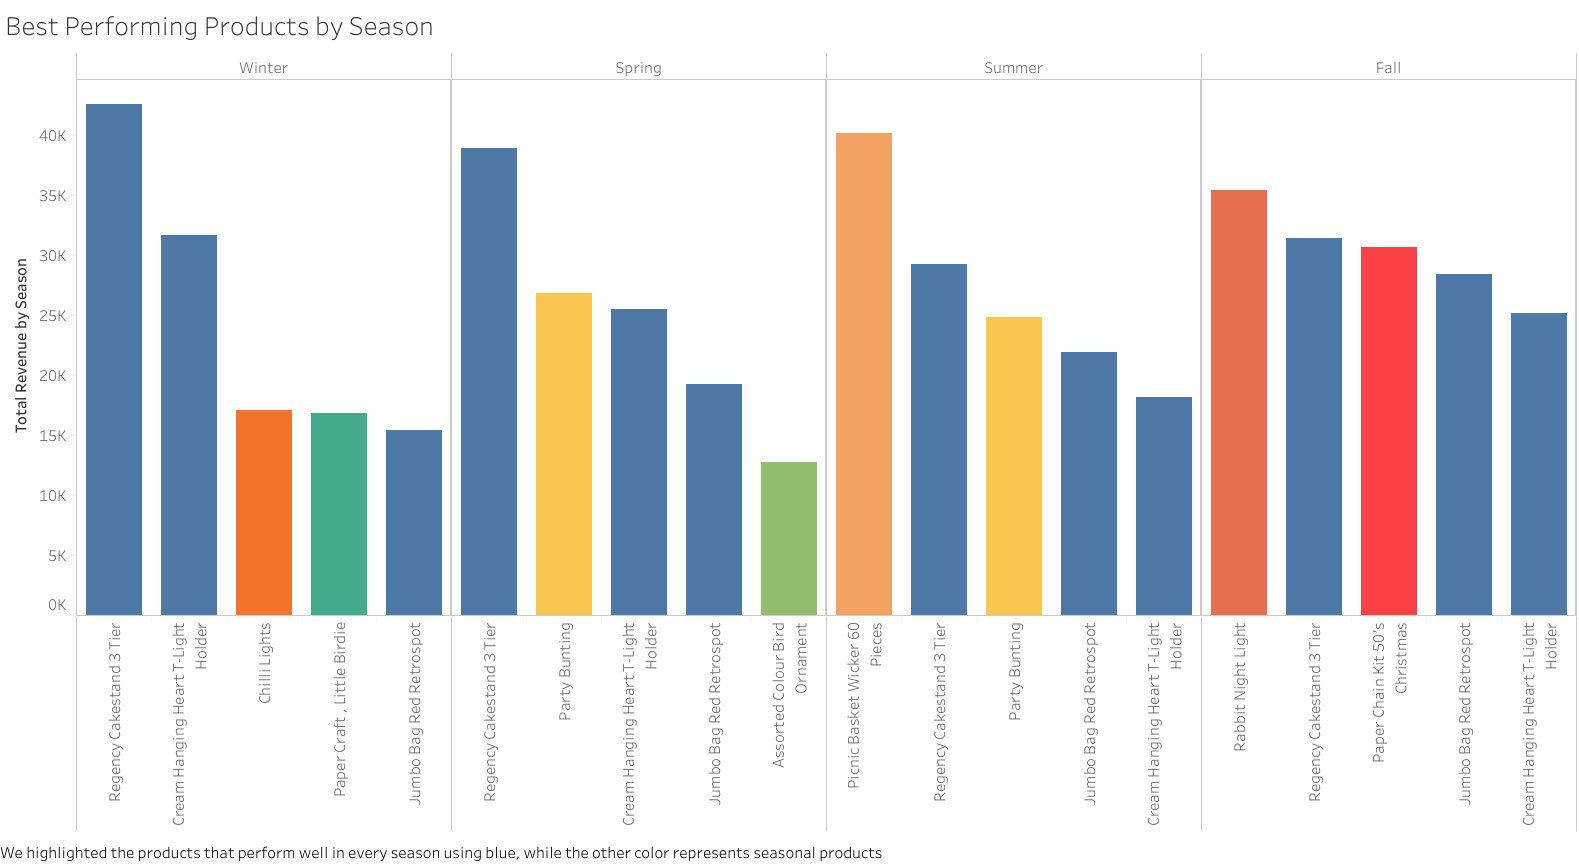 Best Performing Products by Season
Winter
Spring
Summer
Fall
Total Revenue by Season
40K
35K
30K
25K
20K
15K
10K
5K
0K
Regency Cakestand 3 Tier
Cream Hanging Heart T-Light
Holder
Chilli Lights
Paper Craft , Little Birdie
Jumbo Bag Red Retrospot
Regency Cakestand 3 Tier
Party Bunting
Cream Hanging Heart T-Light
Holder
Jumbo Bag Red Retrospot
Assorted Colour Bird
Ornament
Picnic Basket Wicker 60
Pieces
Regency Cakestand 3 Tier
Party Bunting
Jumbo Bag Red Retrospot
Cream Hanging Heart T-Light
Holder
Rabbit Night Light
Regency Cakestand 3 Tier
Paper Chain Kit 50's
Christmas
Jumbo Bag Red Retrospot
Cream Hanging Heart T-Light
Holder
We highlighted the products that perform well in every season using blue, while the other color represents seasonal products